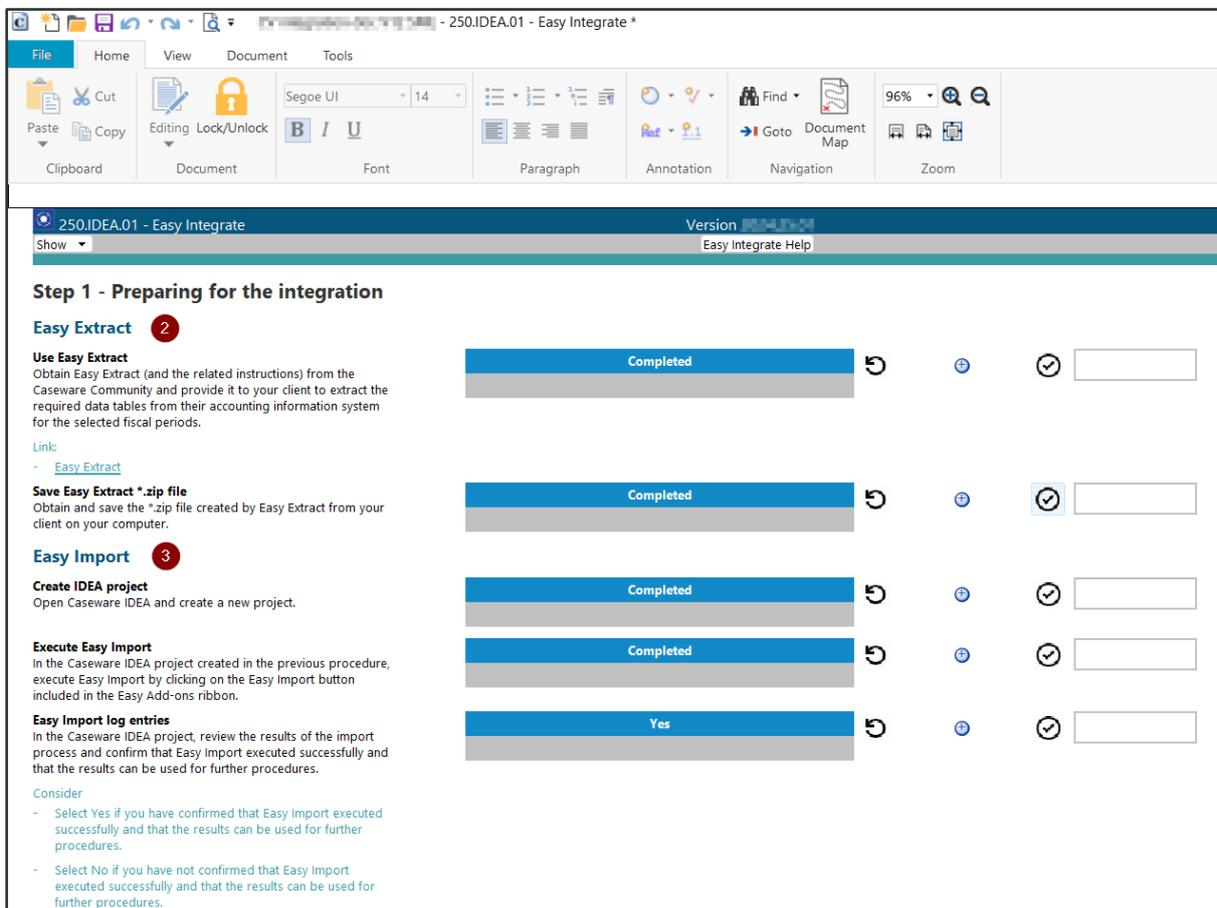 - 250.IDEA.01 - Easy Integrate *
File Home View Document Tools
Cut
Copy
Paste
Editing Lock/Unlock
Segoe UI 14
B I U
Ref .1
Find
Goto Document Map
96%
Clipboard Document Font Paragraph Annotation Navigation Zoom
250.IDEA.01 - Easy Integrate Version
Show Easy Integrate Help
Step 1 - Preparing for the integration
Easy Extract 2
Use Easy Extract Completed
Obtain Easy Extract (and the related instructions) from the
Caseware Community and provide it to your client to extract the
required data tables from their accounting information system
for the selected fiscal periods.
Link:
- Easy Extract
Save Easy Extract *.zip file Completed
Obtain and save the *.zip file created by Easy Extract from your
client on your computer.
Easy Import 3
Create IDEA project Completed
Open Caseware IDEA and create a new project.
Execute Easy Import Completed
In the Caseware IDEA project created in the previous procedure,
execute Easy Import by clicking on the Easy Import button
included in the Easy Add-ons ribbon.
Easy Import log entries Yes
In the Caseware IDEA project, review the results of the import
process and confirm that Easy Import executed successfully and
that the results can be used for further procedures.
Consider
- Select Yes if you have confirmed that Easy Import executed
successfully and that the results can be used for further
procedures.
- Select No if you have not confirmed that Easy Import
executed successfully and that the results can be used for
further procedures.